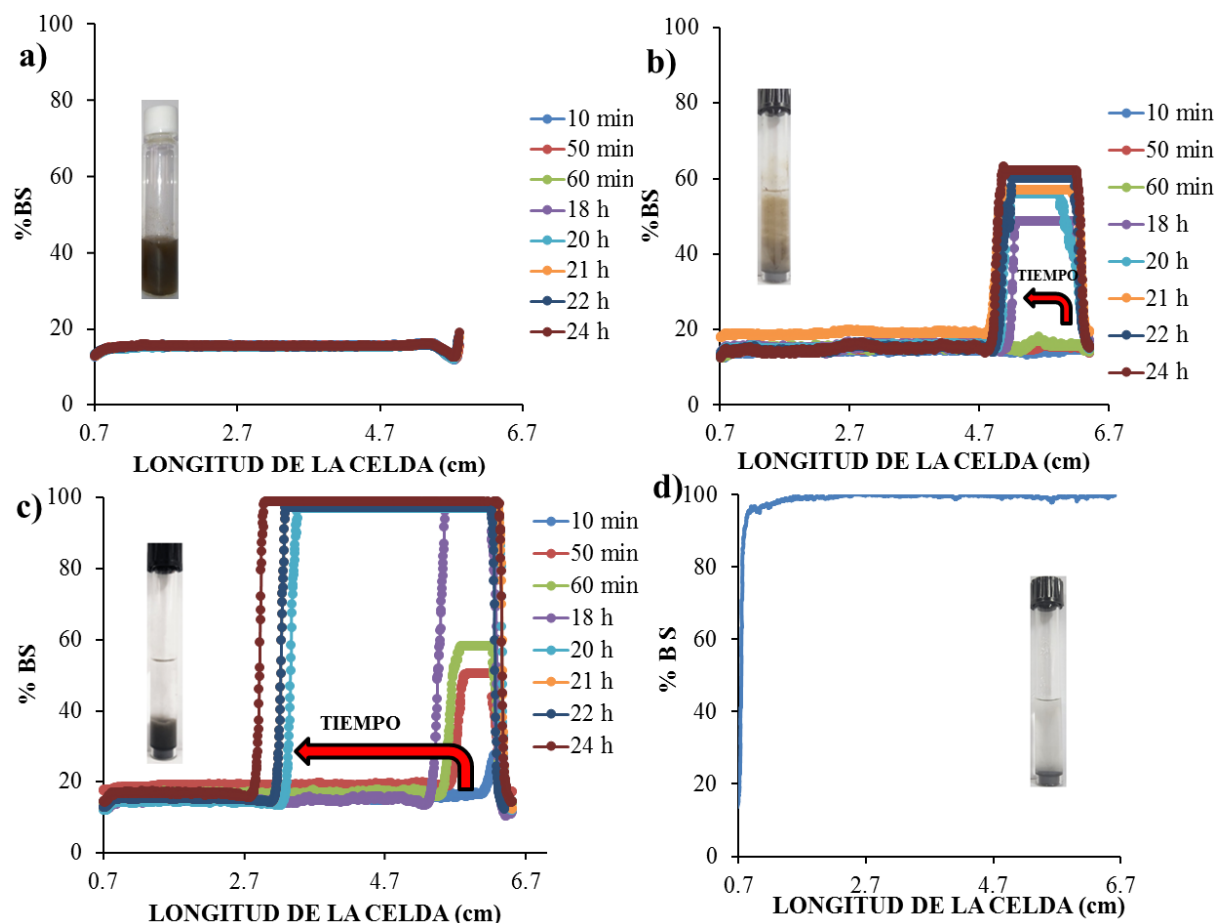 a)
100
80
60
40
20
0
%BS
0.7 2.7 4.7 6.7
LONGITUD DE LA CELDA (cm)
10 min
50 min
60 min
18 h
20 h
21 h
22 h
24 h
b)
100
80
60
40
20
0
%BS
TIEMPO
0.7 2.7 4.7 6.7
LONGITUD DE LA CELDA (cm)
10 min
50 min
60 min
18 h
20 h
21 h
22 h
24 h
c)
100
80
60
40
20
0
% BS
TIEMPO
0.7 2.7 4.7 6.7
LONGITUD DE LA CELDA (cm)
10 min
50 min
60 min
18 h
20 h
21 h
22 h
24 h
d)
100
80
60
40
20
0
% B S
0.7 2.7 4.7 6.7
LONGITUD DE LA CELDA (cm)